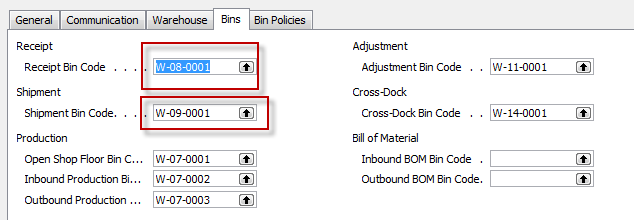 General Communication Warehouse Bins Bin Policies
Receipt
Receipt Bin Code . . . . W-08-0001
Shipment
Shipment Bin Code. . . . W-09-0001
Production
Open Shop Floor Bin C... W-07-0001
Inbound Production Bi... W-07-0002
Outbound Production ... W-07-0003
Adjustment
Adjustment Bin Code . . W-11-0001
Cross-Dock
Cross-Dock Bin Code . . W-14-0001
Bill of Material
Inbound BOM Bin Code .
Outbound BOM Bin Code.